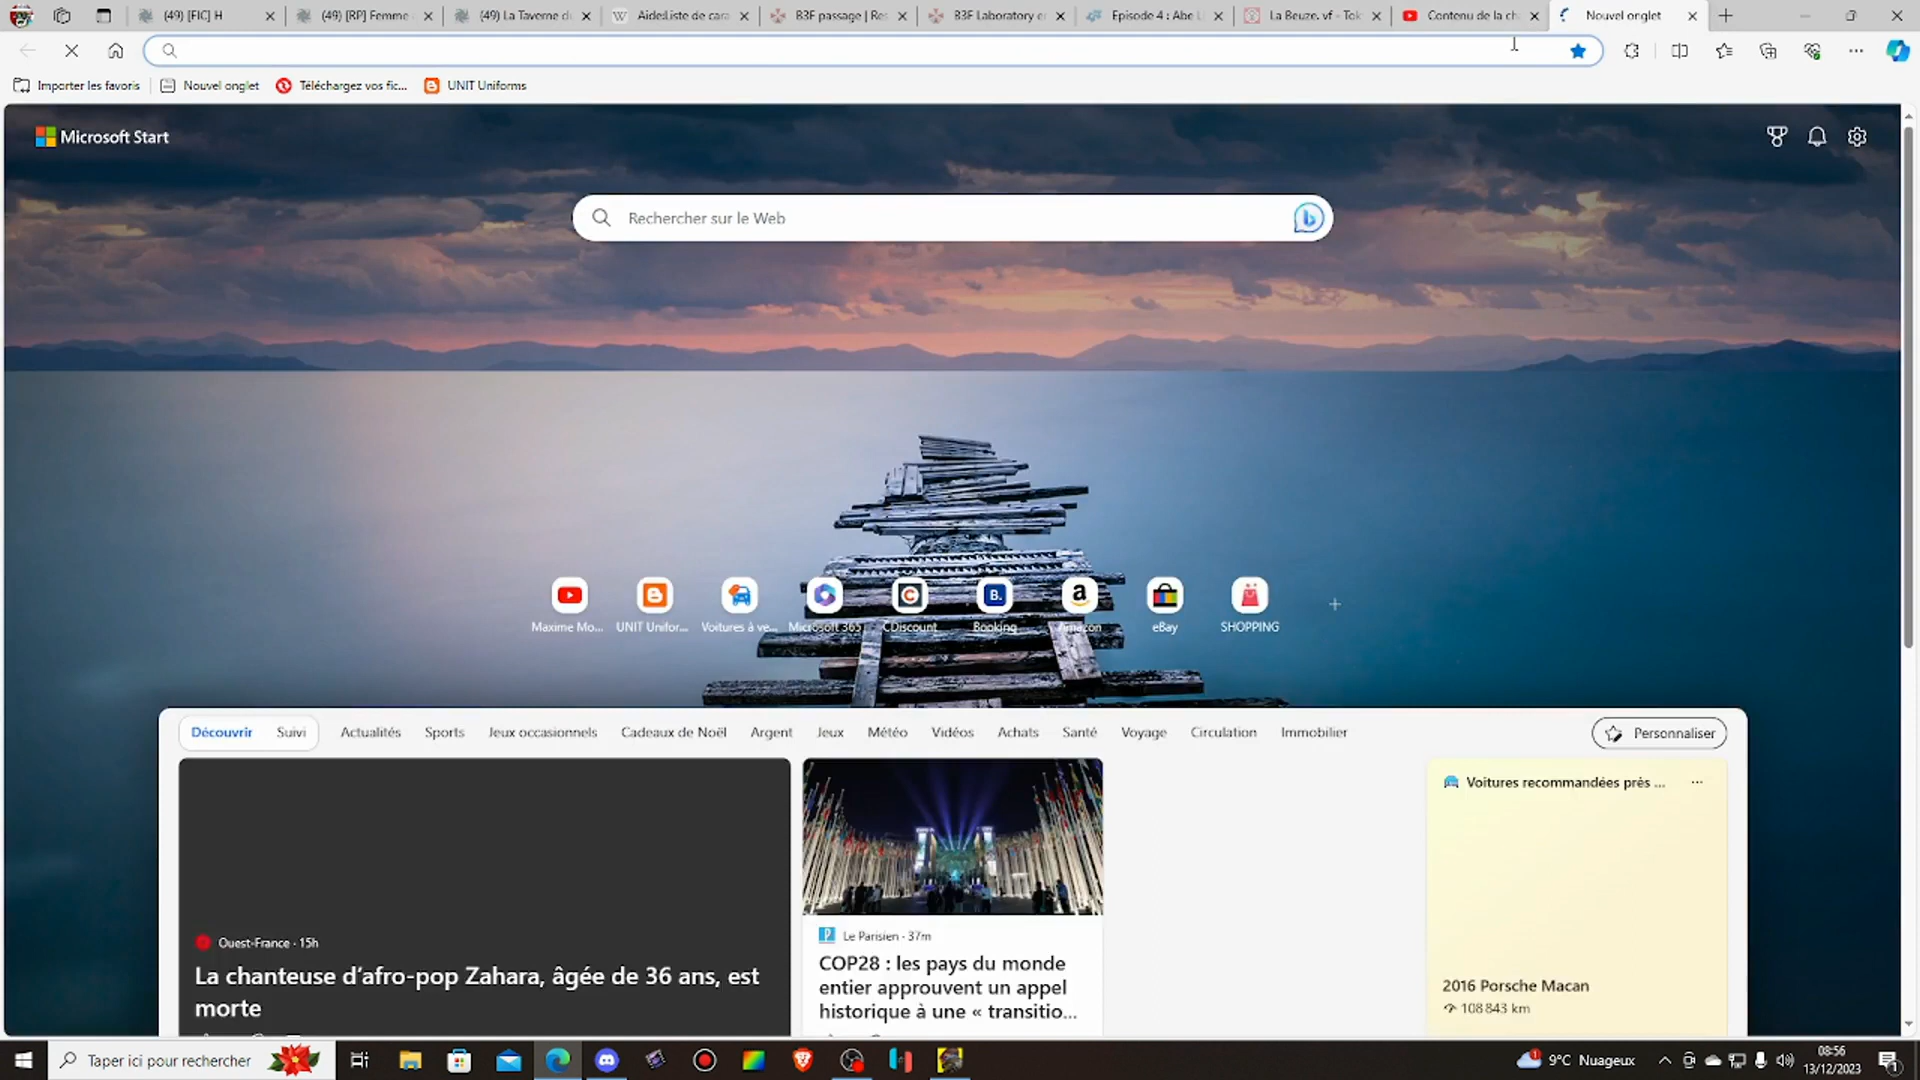 (49) [FIC] H
(49) [RP] Femme
(49) La Taverne d
Aide:Liste de cara
B3F passage | Res
B3F Laboratory e
Episode 4 : Abe L
La Beuze. vf - Tok
Contenu de la ch
Nouvel onglet
Importer les favoris
Nouvel onglet
Téléchargez vos fic...
UNIT Uniforms
Microsoft Start
Rechercher sur le Web
Maxime Mo...
UNIT Unifor...
Voitures à ve...
Microsoft 365
CDiscount
Booking
Amazon
eBay
SHOPPING
Découvrir
Suivi
Actualités
Sports
Jeux occasionnels
Cadeaux de Noël
Argent
Jeux
Météo
Vidéos
Achats
Santé
Voyage
Circulation
Immobilier
Personnaliser
Ouest-France · 15h
La chanteuse d'afro-pop Zahara, âgée de 36 ans, est
morte
Le Parisien · 37m
COP28 : les pays du monde
entier approuvent un appel
historique à une « transitio...
Voitures recommandées près ...
2016 Porsche Macan
108 843 km
Taper ici pour rechercher
9°C Nuageux
08:56
13/12/2023